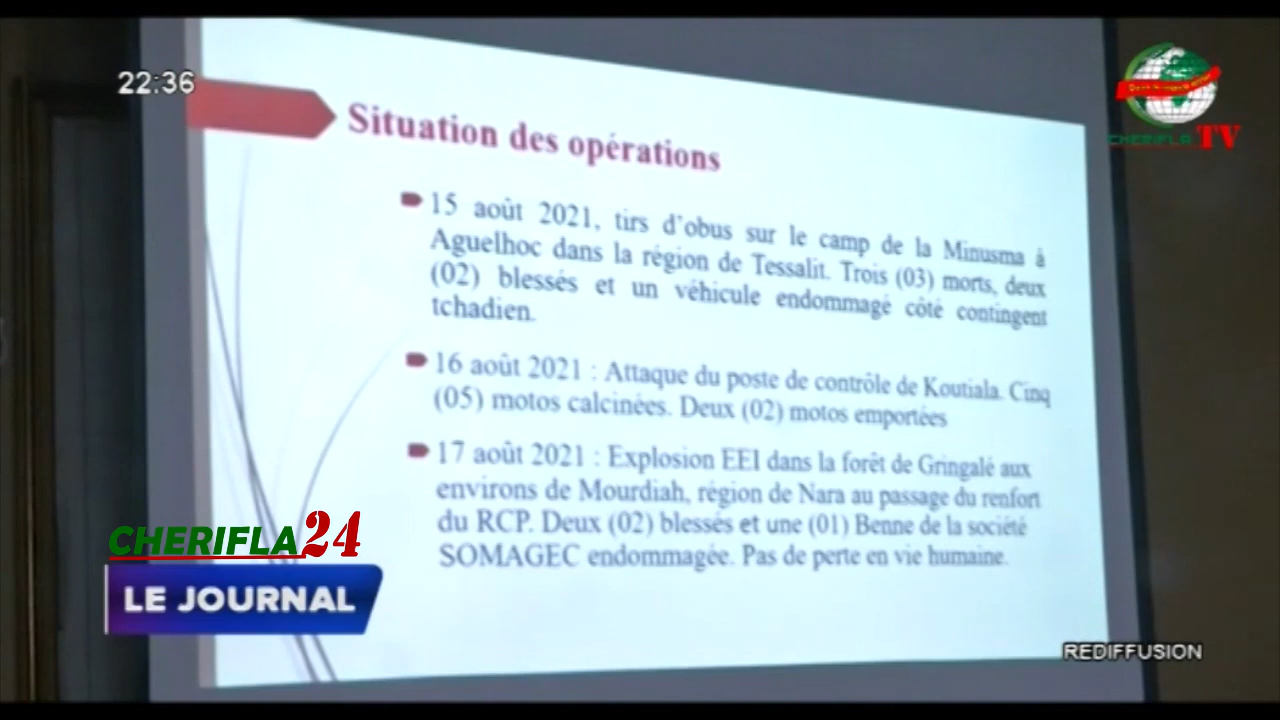 22:36
CHERIFLA TV
Situation des opérations
15 août 2021, tirs d'obus sur le camp de la Minusma à
Aguelhoc dans la région de Tessalit. Trois (03) morts, deux
(02) blessés et un véhicule endommagé côté contingent
tchadien.
16 août 2021 : Attaque du poste de contrôle de Koutiala. Cinq
(05) motos calcinées. Deux (02) motos emportées
17 août 2021 : Explosion EEI dans la forêt de Gringalé aux
environs de Mourdiah, région de Nara au passage du renfort
du RCP. Deux (02) blessés et une (01) Benne de la société
SOMAGEC endommagée. Pas de perte en vie humaine.
CHERIFLA 24
LE JOURNAL
REDIFFUSION